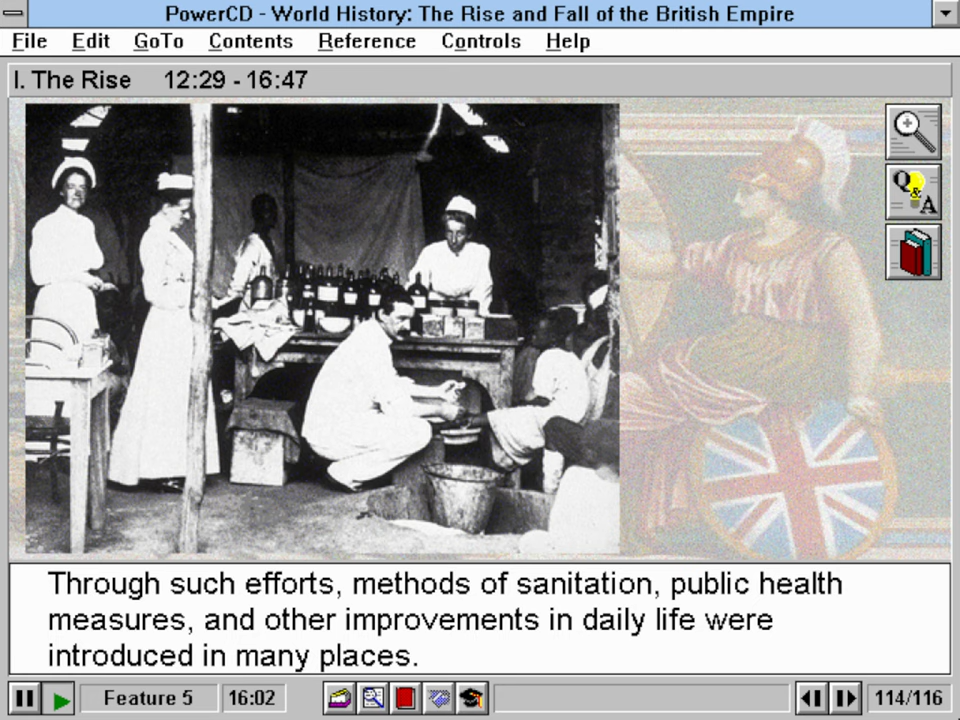 PowerCD - World History: The Rise and Fall of the British Empire
File Edit GoTo Contents Reference Controls Help
I. The Rise 12:29 - 16:47
Q & A
Through such efforts, methods of sanitation, public health
measures, and other improvements in daily life were
introduced in many places.
Feature 5 16:02 114/116